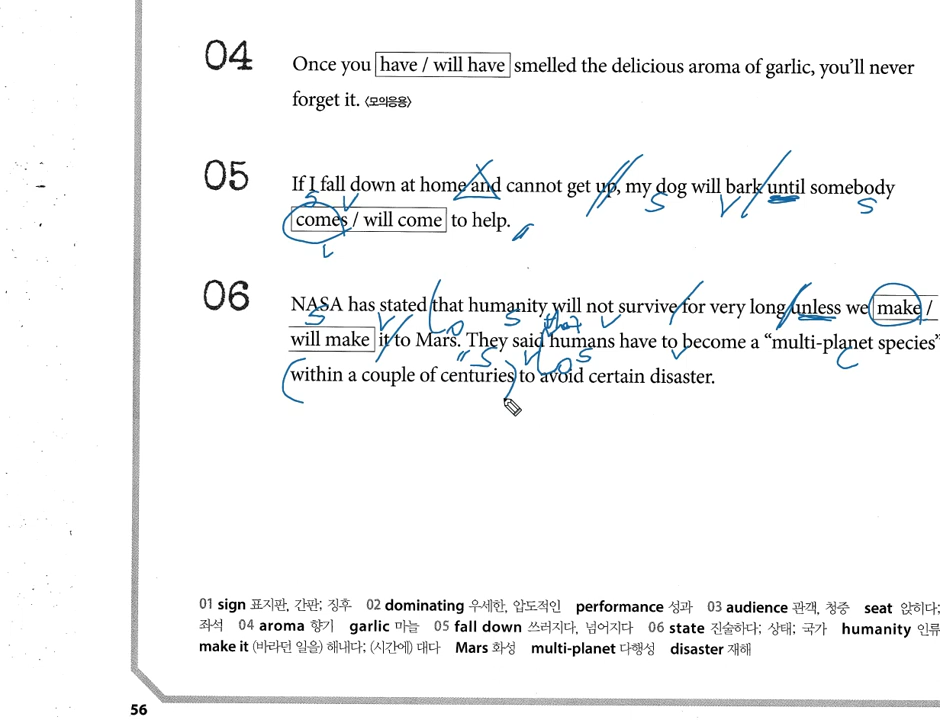 04 Once you have / will have smelled the delicious aroma of garlic, you'll never
forget it. 〈모의응용〉
05 If I fall down at home and cannot get up, my dog will bark until somebody
S V S V S
comes / will come to help.
06 NASA has stated that humanity will not survive for very long unless we make /
S V O S that V
will make it to Mars. They said humans have to become a “multi-planet species”
S V O S V C
within a couple of centuries to avoid certain disaster.
01 sign 표지판, 간판; 징후 02 dominating 우세한, 압도적인 performance 성과 03 audience 관객, 청중 seat 앉히다;
좌석 04 aroma 향기 garlic 마늘 05 fall down 쓰러지다, 넘어지다 06 state 진술하다; 상태; 국가 humanity 인류
make it (바라던 일을) 해내다; (시간에) 대다 Mars 화성 multi-planet 다행성 disaster 재해
56